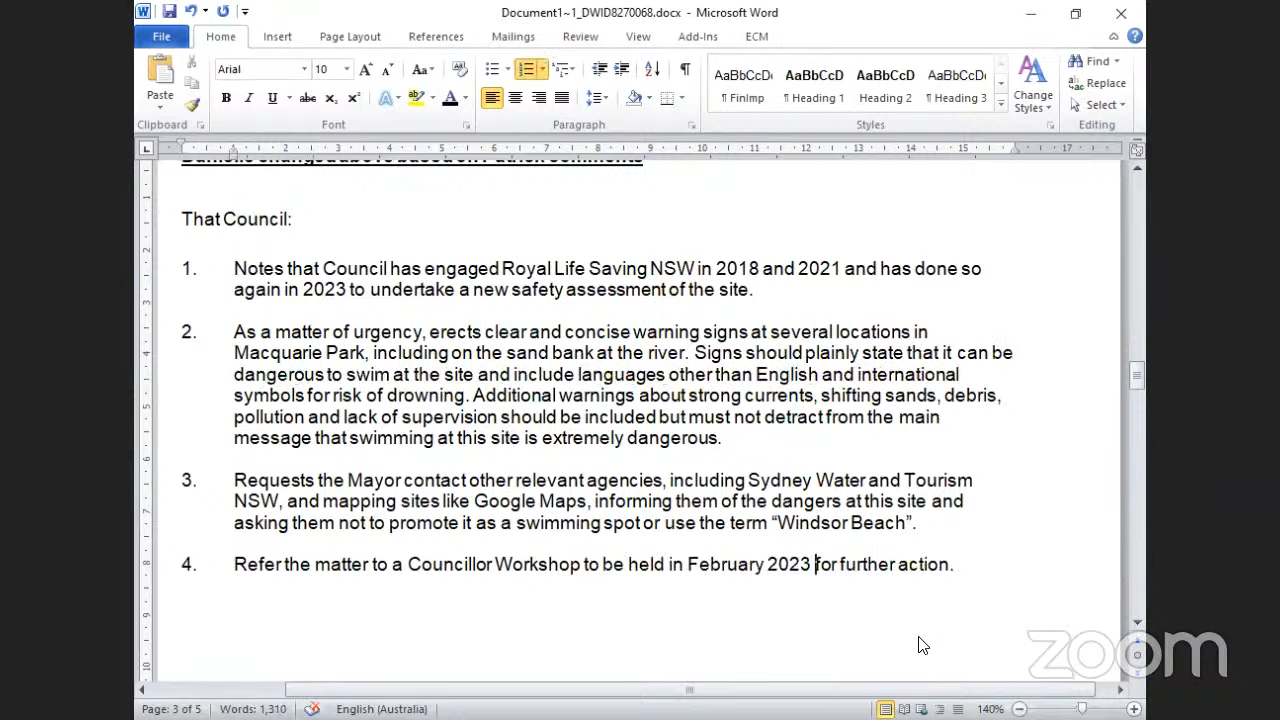 Document1~1_DWID8270068.docx - Microsoft Word
File Home Insert Page Layout References Mailings Review View Add-Ins ECM
Arial 10
Paste
AaBbCcDc AaBbCcD AaBbCcD AaBbCcDc
¶ FinImp ¶ Heading 1 Heading 2 ¶ Heading 3
Change Styles
Find
Replace
Select
Clipboard Font Paragraph Styles Editing
That Council:
1. Notes that Council has engaged Royal Life Saving NSW in 2018 and 2021 and has done so
again in 2023 to undertake a new safety assessment of the site.
2. As a matter of urgency, erects clear and concise warning signs at several locations in
Macquarie Park, including on the sand bank at the river. Signs should plainly state that it can be
dangerous to swim at the site and include languages other than English and international
symbols for risk of drowning. Additional warnings about strong currents, shifting sands, debris,
pollution and lack of supervision should be included but must not detract from the main
message that swimming at this site is extremely dangerous.
3. Requests the Mayor contact other relevant agencies, including Sydney Water and Tourism
NSW, and mapping sites like Google Maps, informing them of the dangers at this site and
asking them not to promote it as a swimming spot or use the term “Windsor Beach”.
4. Refer the matter to a Councillor Workshop to be held in February 2023 for further action.
zoom
Page: 3 of 5 Words: 1,310 English (Australia) 140%